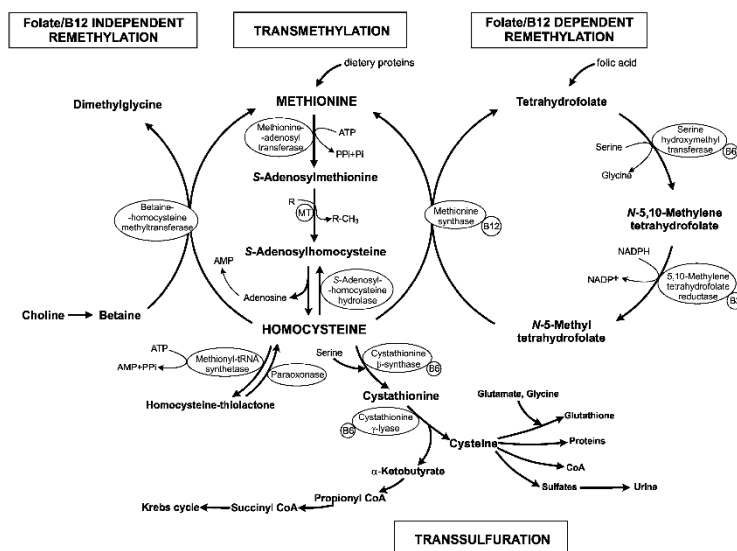 Folate/B12 INDEPENDENT
REMETHYLATION
TRANSMETHYLATION
Folate/B12 DEPENDENT
REMETHYLATION
dietary proteins
folic acid
Dimethylglycine
METHIONINE
Tetrahydrofolate
Methionine-
-adenosyl
transferase
ATP
PPi+Pi
Serine
hydroxymethyl
transferase
B6
Serine
Glycine
S-Adenosylmethionine
R
MT
R-CH₃
Betaine-
-homocysteine
methyltransferase
Methionine
synthase
B12
N-5,10-Methylene
tetrahydrofolate
S-Adenosylhomocysteine
AMP
Adenosine
S-Adenosyl-
-homocysteine
hydrolase
NADPH
NADP+
5,10-Methylene
tetrahydrofolate
reductase
Choline
Betaine
HOMOCYSTEINE
N-5-Methyl
tetrahydrofolate
ATP
AMP+PPi
Methionyl-tRNA
synthetase
Paraoxonase
Serine
Cystathionine
β-synthase
B6
Homocysteine-thiolactone
Cystathionine
Glutamate, Glycine
Cystathionine
γ-lyase
B6
Cysteine
Glutathione
Proteins
CoA
Sulfates
Urine
α-Ketobutyrate
Propionyl CoA
Succinyl CoA
Krebs cycle
TRANSSULFURATION